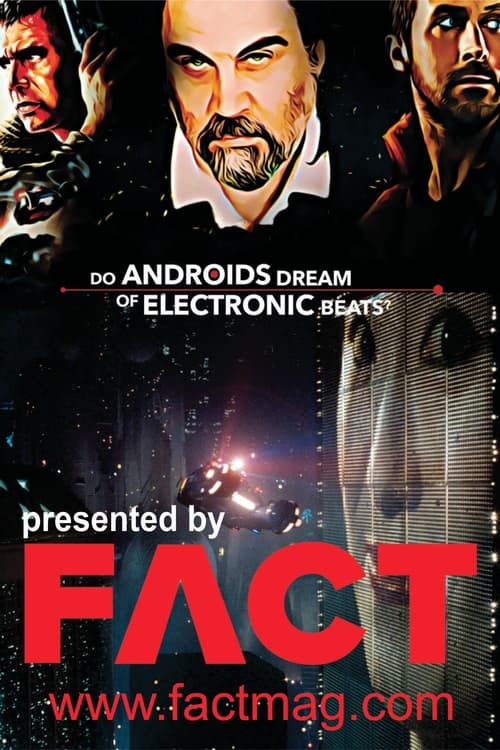 DO ANDROIDS DREAM
OF ELECTRONIC BEATS?
presented by
FACT
www.factmag.com